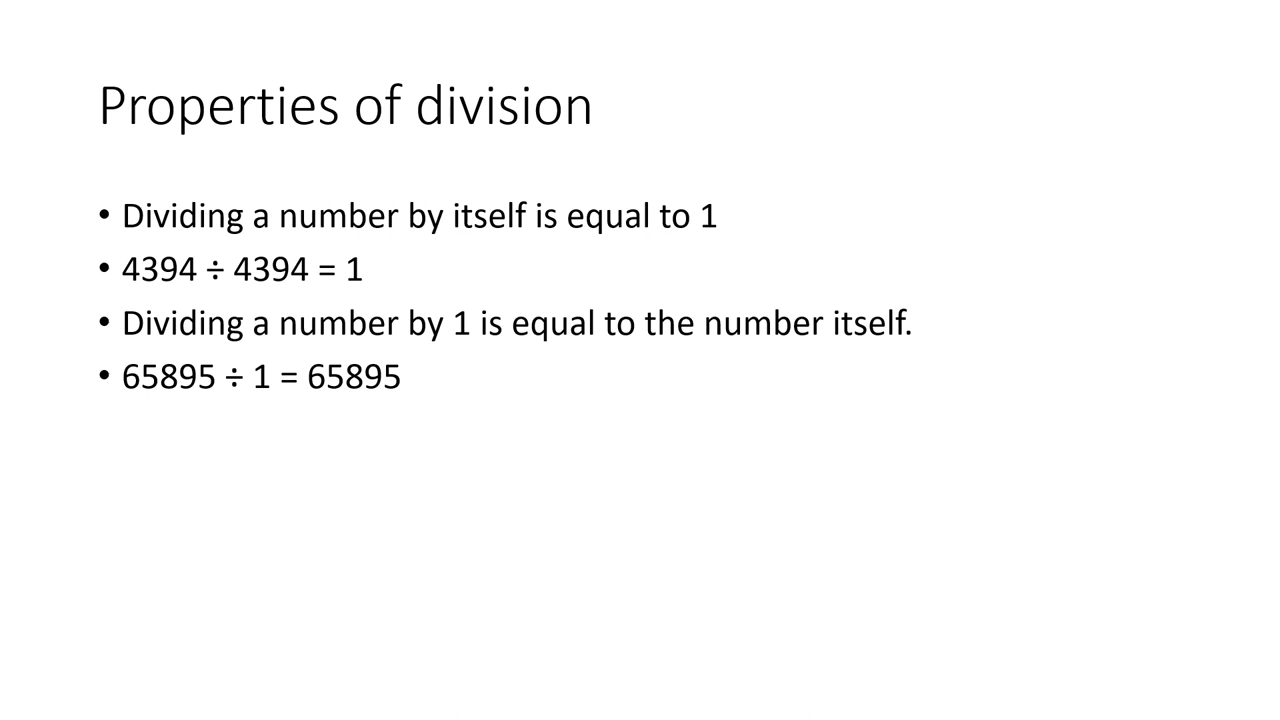 Properties of division
• Dividing a number by itself is equal to 1
• 4394 ÷ 4394 = 1
• Dividing a number by 1 is equal to the number itself.
• 65895 ÷ 1 = 65895